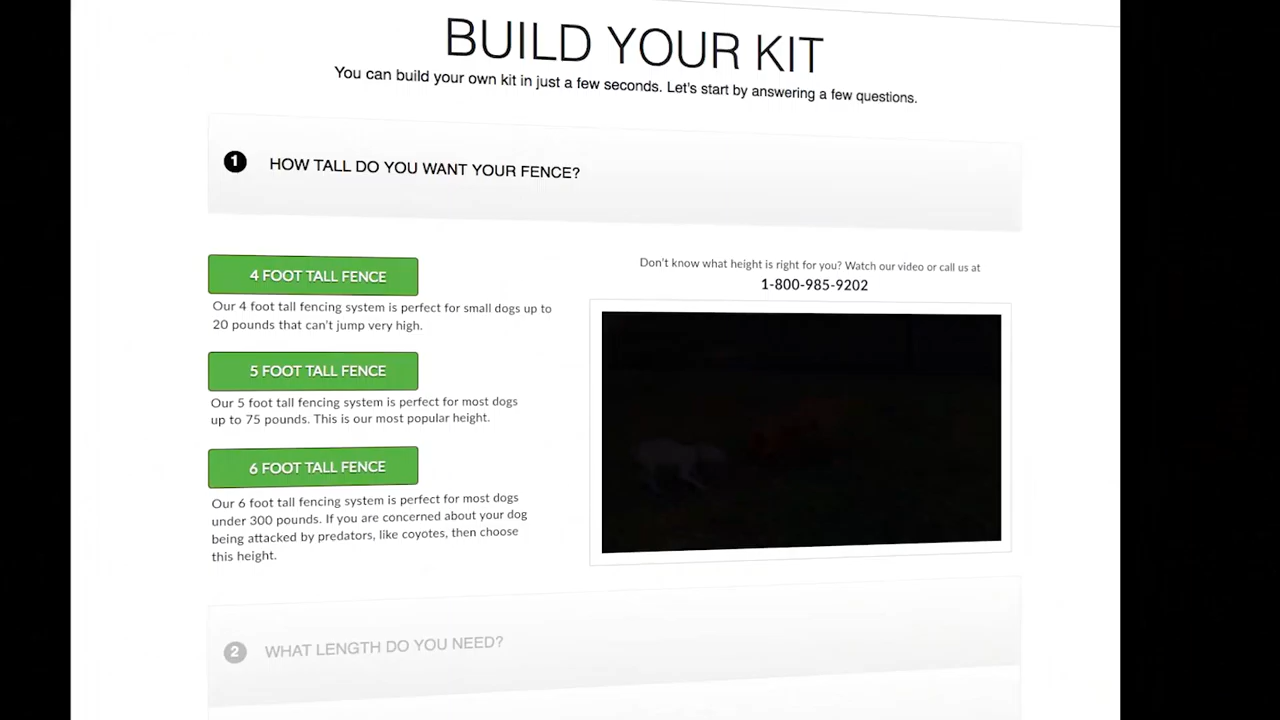 BUILD YOUR KIT
You can build your own kit in just a few seconds. Let's start by answering a few questions.
1 HOW TALL DO YOU WANT YOUR FENCE?
4 FOOT TALL FENCE
Our 4 foot tall fencing system is perfect for small dogs up to
20 pounds that can't jump very high.
5 FOOT TALL FENCE
Our 5 foot tall fencing system is perfect for most dogs
up to 75 pounds. This is our most popular height.
6 FOOT TALL FENCE
Our 6 foot tall fencing system is perfect for most dogs
under 300 pounds. If you are concerned about your dog
being attacked by predators, like coyotes, then choose
this height.
Don't know what height is right for you? Watch our video or call us at
1-800-985-9202
2 WHAT LENGTH DO YOU NEED?